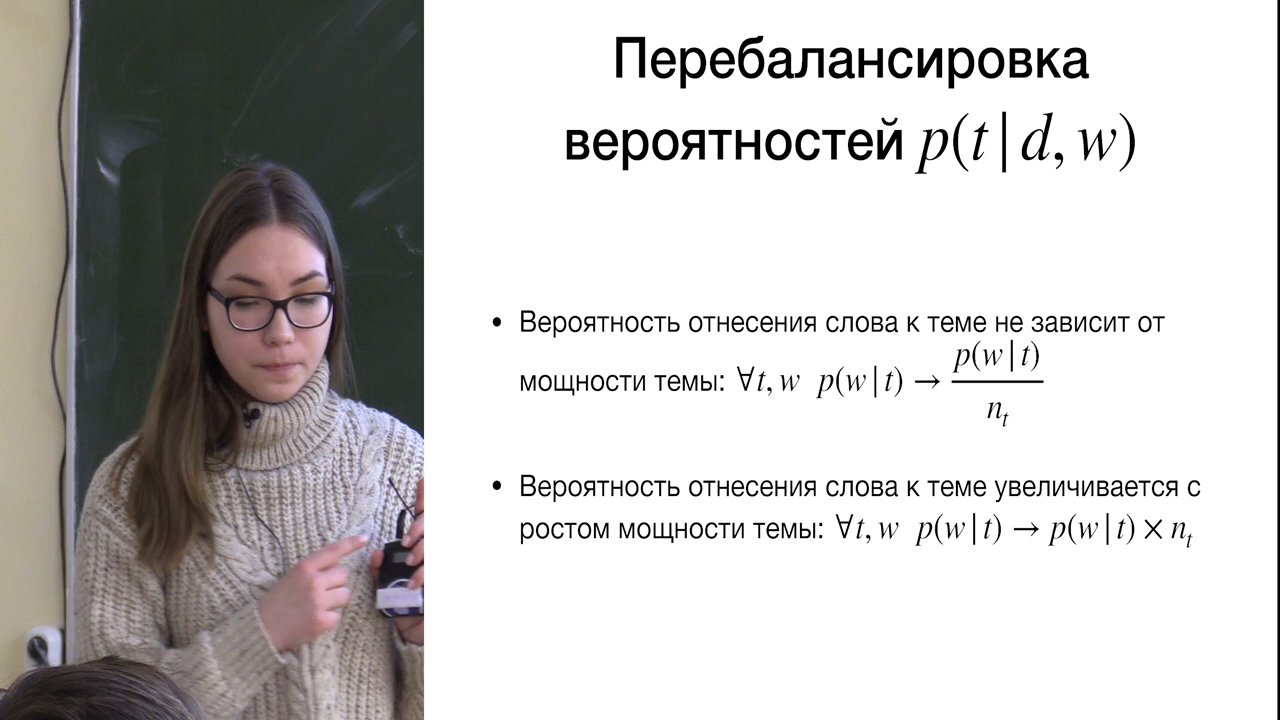 Перебалансировка
вероятностей p(t|d, w)
• Вероятность отнесения слова к теме не зависит от
мощности темы: ∀t, w p(w|t) → p(w|t) / n_t
• Вероятность отнесения слова к теме увеличивается с
ростом мощности темы: ∀t, w p(w|t) → p(w|t) × n_t